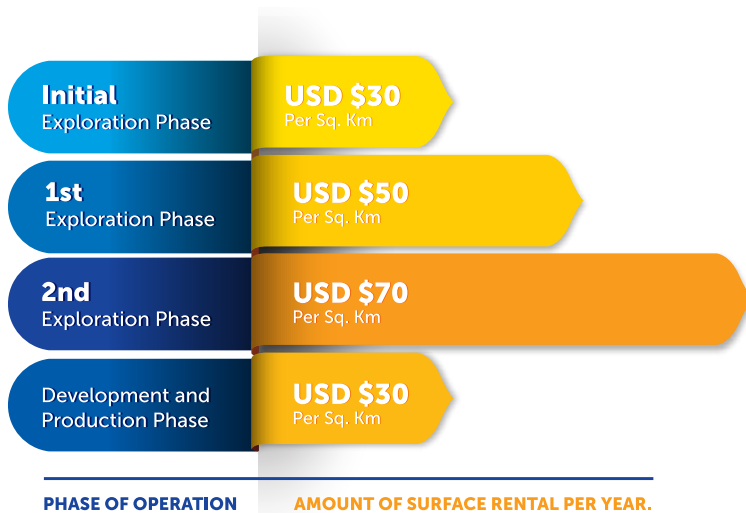 Initial
Exploration Phase
USD $30
Per Sq. Km
1st
Exploration Phase
USD $50
Per Sq. Km
2nd
Exploration Phase
USD $70
Per Sq. Km
Development and
Production Phase
USD $30
Per Sq. Km
PHASE OF OPERATION
AMOUNT OF SURFACE RENTAL PER YEAR.